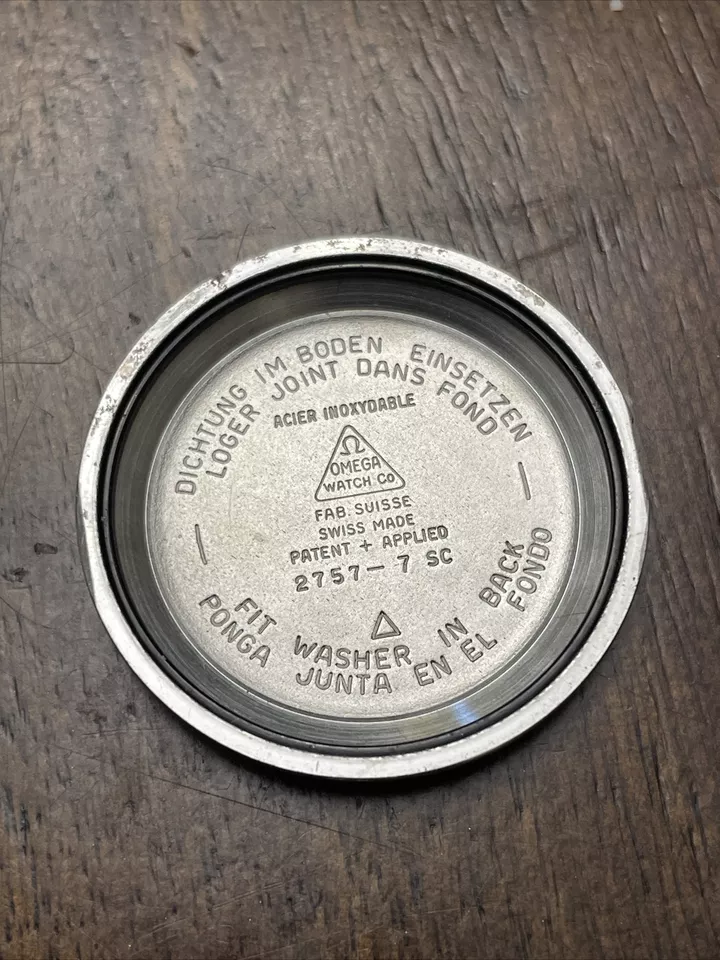 DICHTUNG IM BODEN EINSETZEN
LOGER JOINT DANS FOND
ACIER INOXYDABLE
Ω
OMEGA
WATCH CO
FAB. SUISSE
SWISS MADE
PATENT + APPLIED
2757-7 SC
FIT WASHER IN BACK
PONGA JUNTA EN EL FONDO